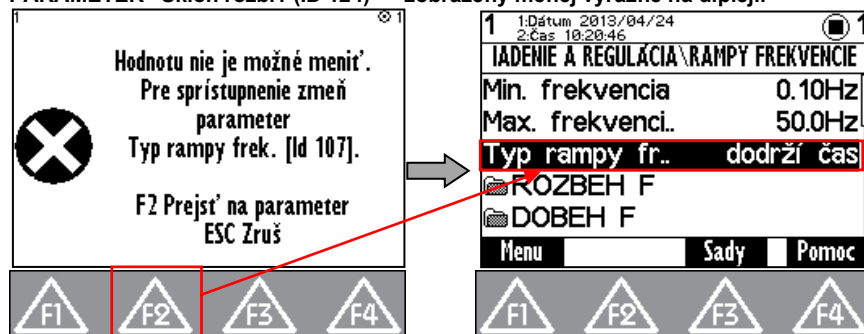 1
1
Hodnotu nie je možné meniť.
Pre sprístupnenie zmeň
parameter
Typ rampy frek. [Id 107].
F2 Prejsť na parameter
ESC Zruš
F1 F2 F3 F4
1 1:Dátum 2013/04/24 1
2:Čas 10:20:46
IADENIE A REGULÁCIA\RAMPY FREKVENCIE
Min. frekvencia 0.10Hz
Max. frekvenci.. 50.0Hz
Typ rampy fr.. dodrží čas
ROZBEH F
DOBEH F
Menu Sady Pomoc
F1 F2 F3 F4